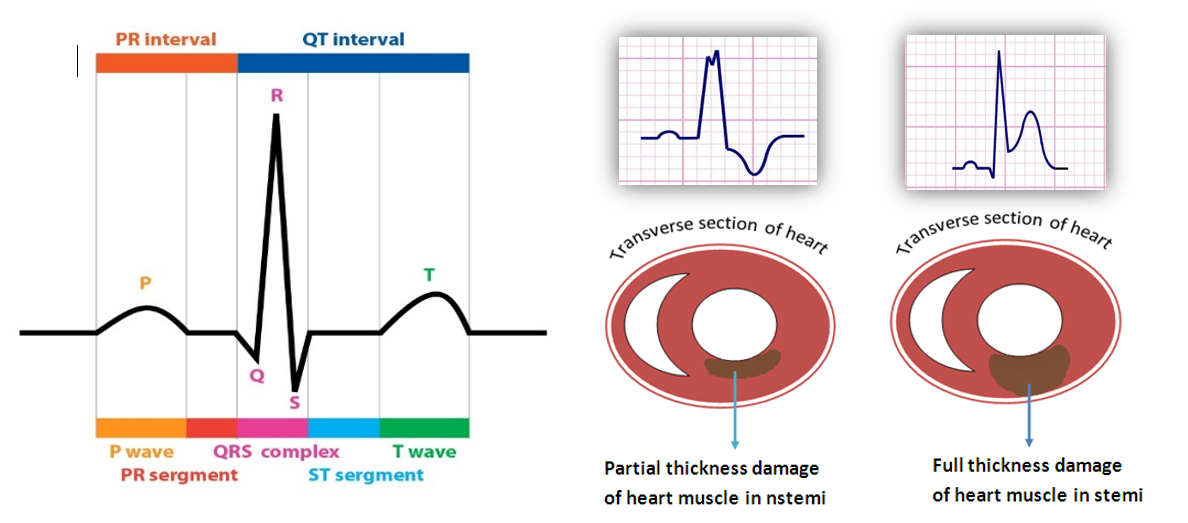 PR interval
QT interval
R
P
T
Q
S
P wave
QRS complex
T wave
PR sergment
ST sergment
Transverse section of heart
Partial thickness damage
of heart muscle in nstemi
Transverse section of heart
Full thickness damage
of heart muscle in stemi